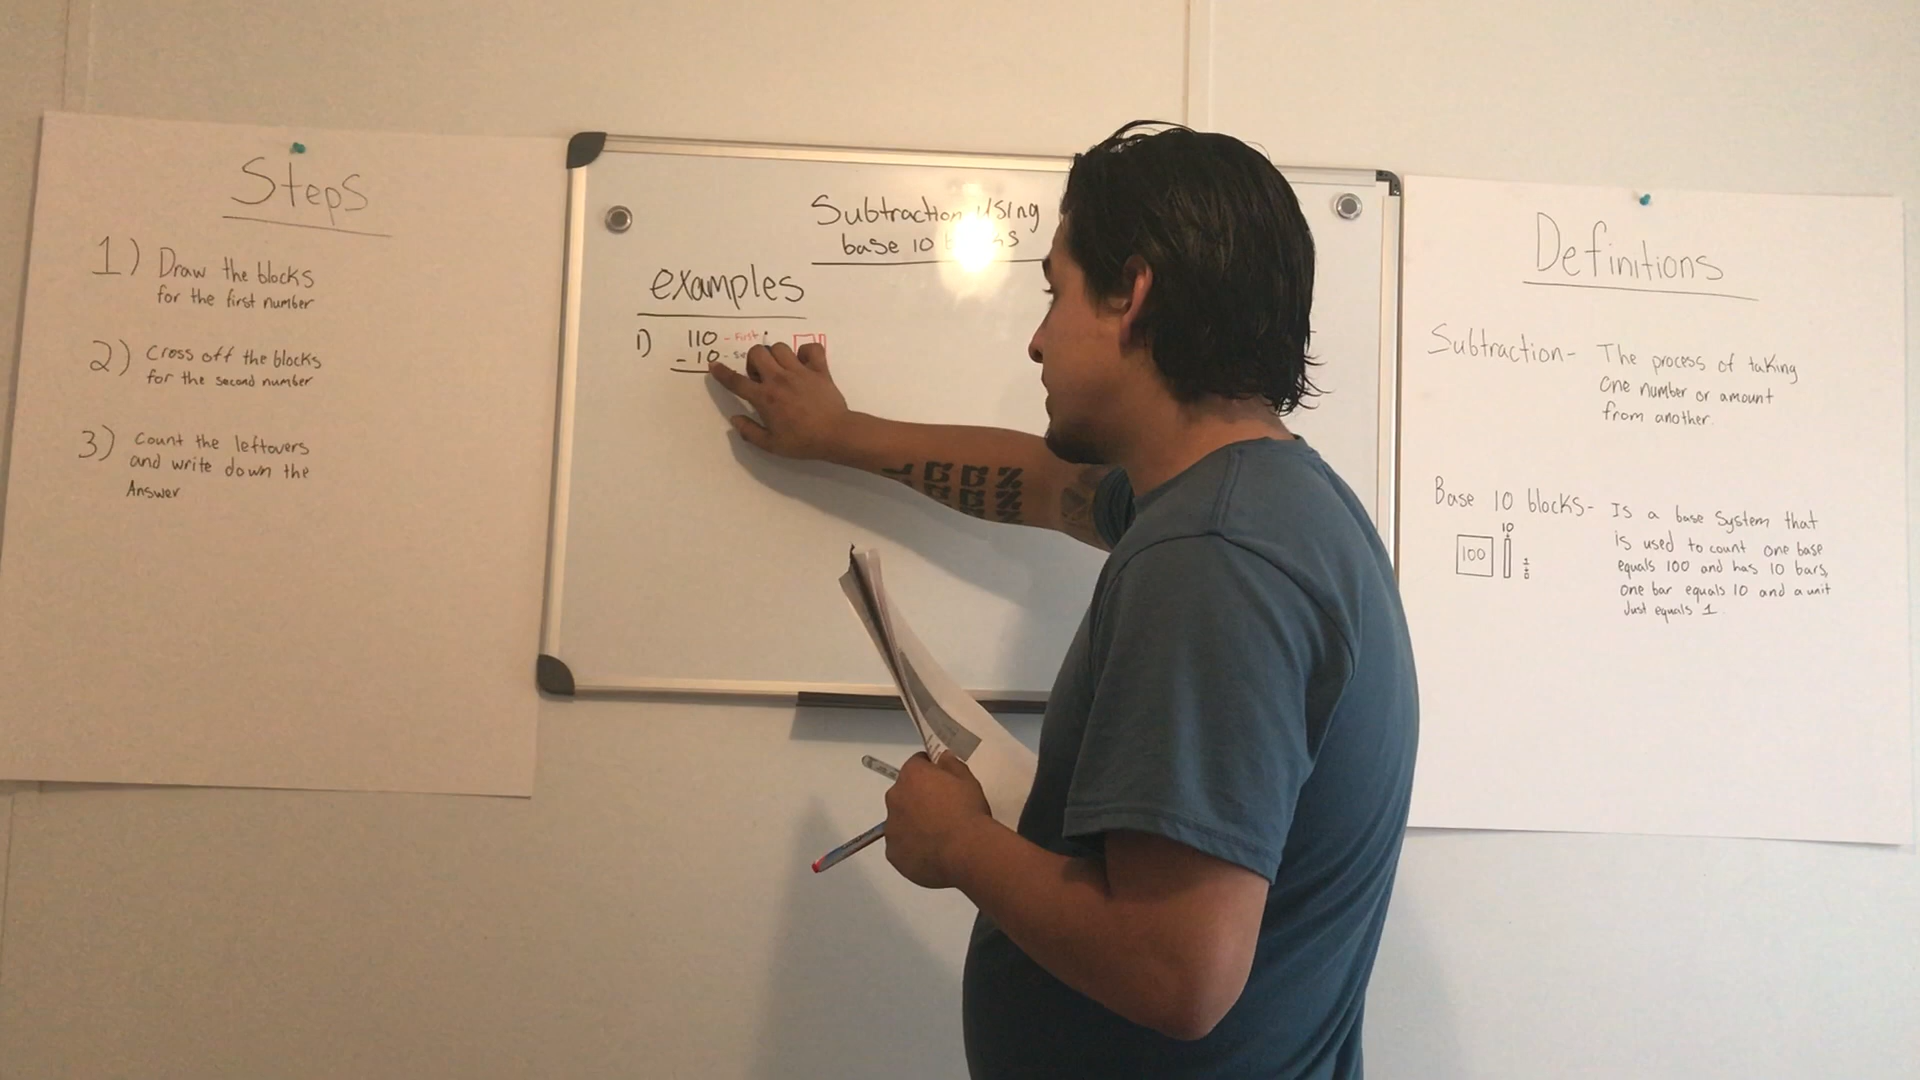 Steps
1) Draw the blocks
for the first number
2) Cross off the blocks
for the second number
3) Count the leftovers
and write down the
Answer
Subtraction Using
base 10
examples
1) 110 - First
- 10 -
Definitions
Subtraction- The process of taking
one number or amount
from another.
Base 10 blocks- Is a base System that
is used to count one base
equals 100 and has 10 bars,
one bar equals 10 and a unit
Just equals 1.
10
100